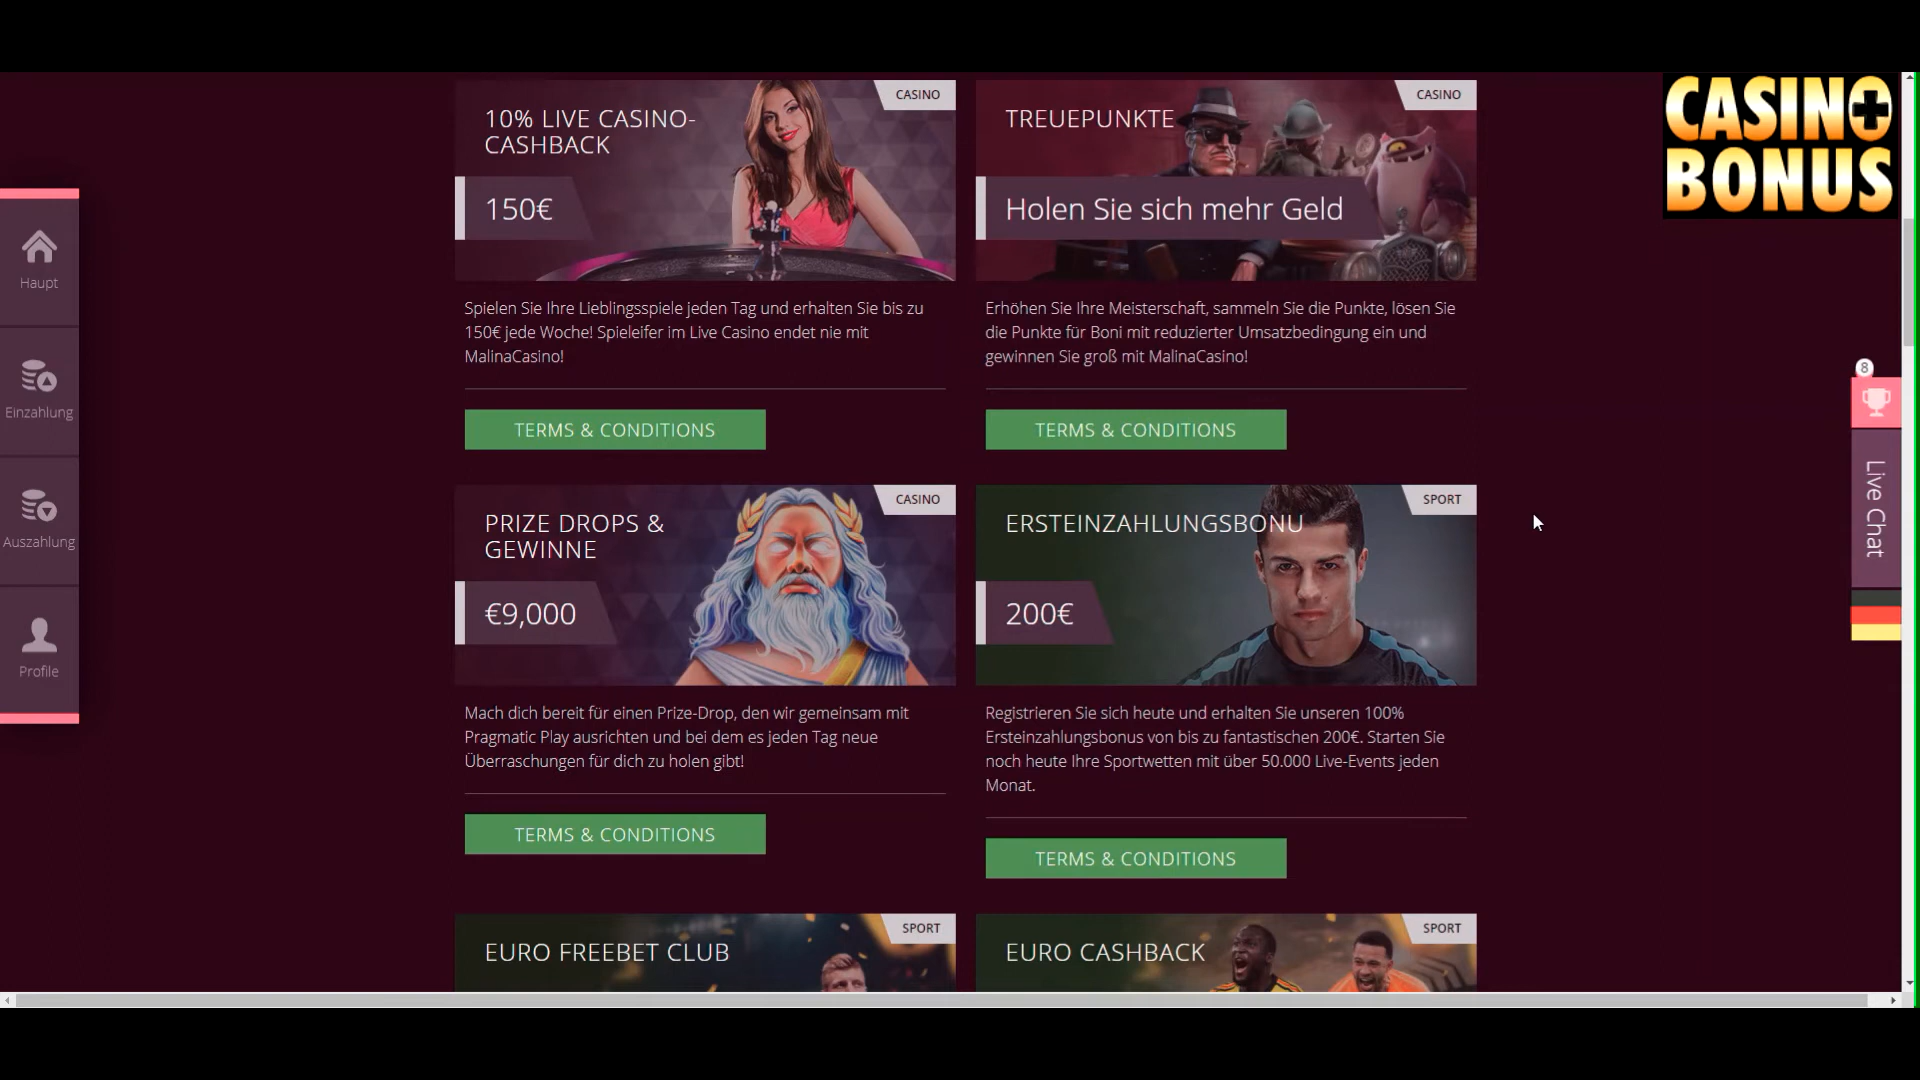 CASINO
BONUS
CASINO
10% LIVE CASINO-
CASHBACK
150€
Spielen Sie Ihre Lieblingsspiele jeden Tag und erhalten Sie bis zu
150€ jede Woche! Spieleifer im Live Casino endet nie mit
MalinaCasino!
TERMS & CONDITIONS
CASINO
TREUEPUNKTE
Holen Sie sich mehr Geld
Erhöhen Sie Ihre Meisterschaft, sammeln Sie die Punkte, lösen Sie
die Punkte für Boni mit reduzierter Umsatzbedingung ein und
gewinnen Sie groß mit MalinaCasino!
TERMS & CONDITIONS
Haupt
Einzahlung
Auszahlung
Profile
8
Live Chat
CASINO
PRIZE DROPS &
GEWINNE
€9,000
Mach dich bereit für einen Prize-Drop, den wir gemeinsam mit
Pragmatic Play ausrichten und bei dem es jeden Tag neue
Überraschungen für dich zu holen gibt!
TERMS & CONDITIONS
SPORT
ERSTEINZAHLUNGSBONU
200€
Registrieren Sie sich heute und erhalten Sie unseren 100%
Ersteinzahlungsbonus von bis zu fantastischen 200€. Starten Sie
noch heute Ihre Sportwetten mit über 50.000 Live-Events jeden
Monat.
TERMS & CONDITIONS
SPORT
EURO FREEBET CLUB
SPORT
EURO CASHBACK